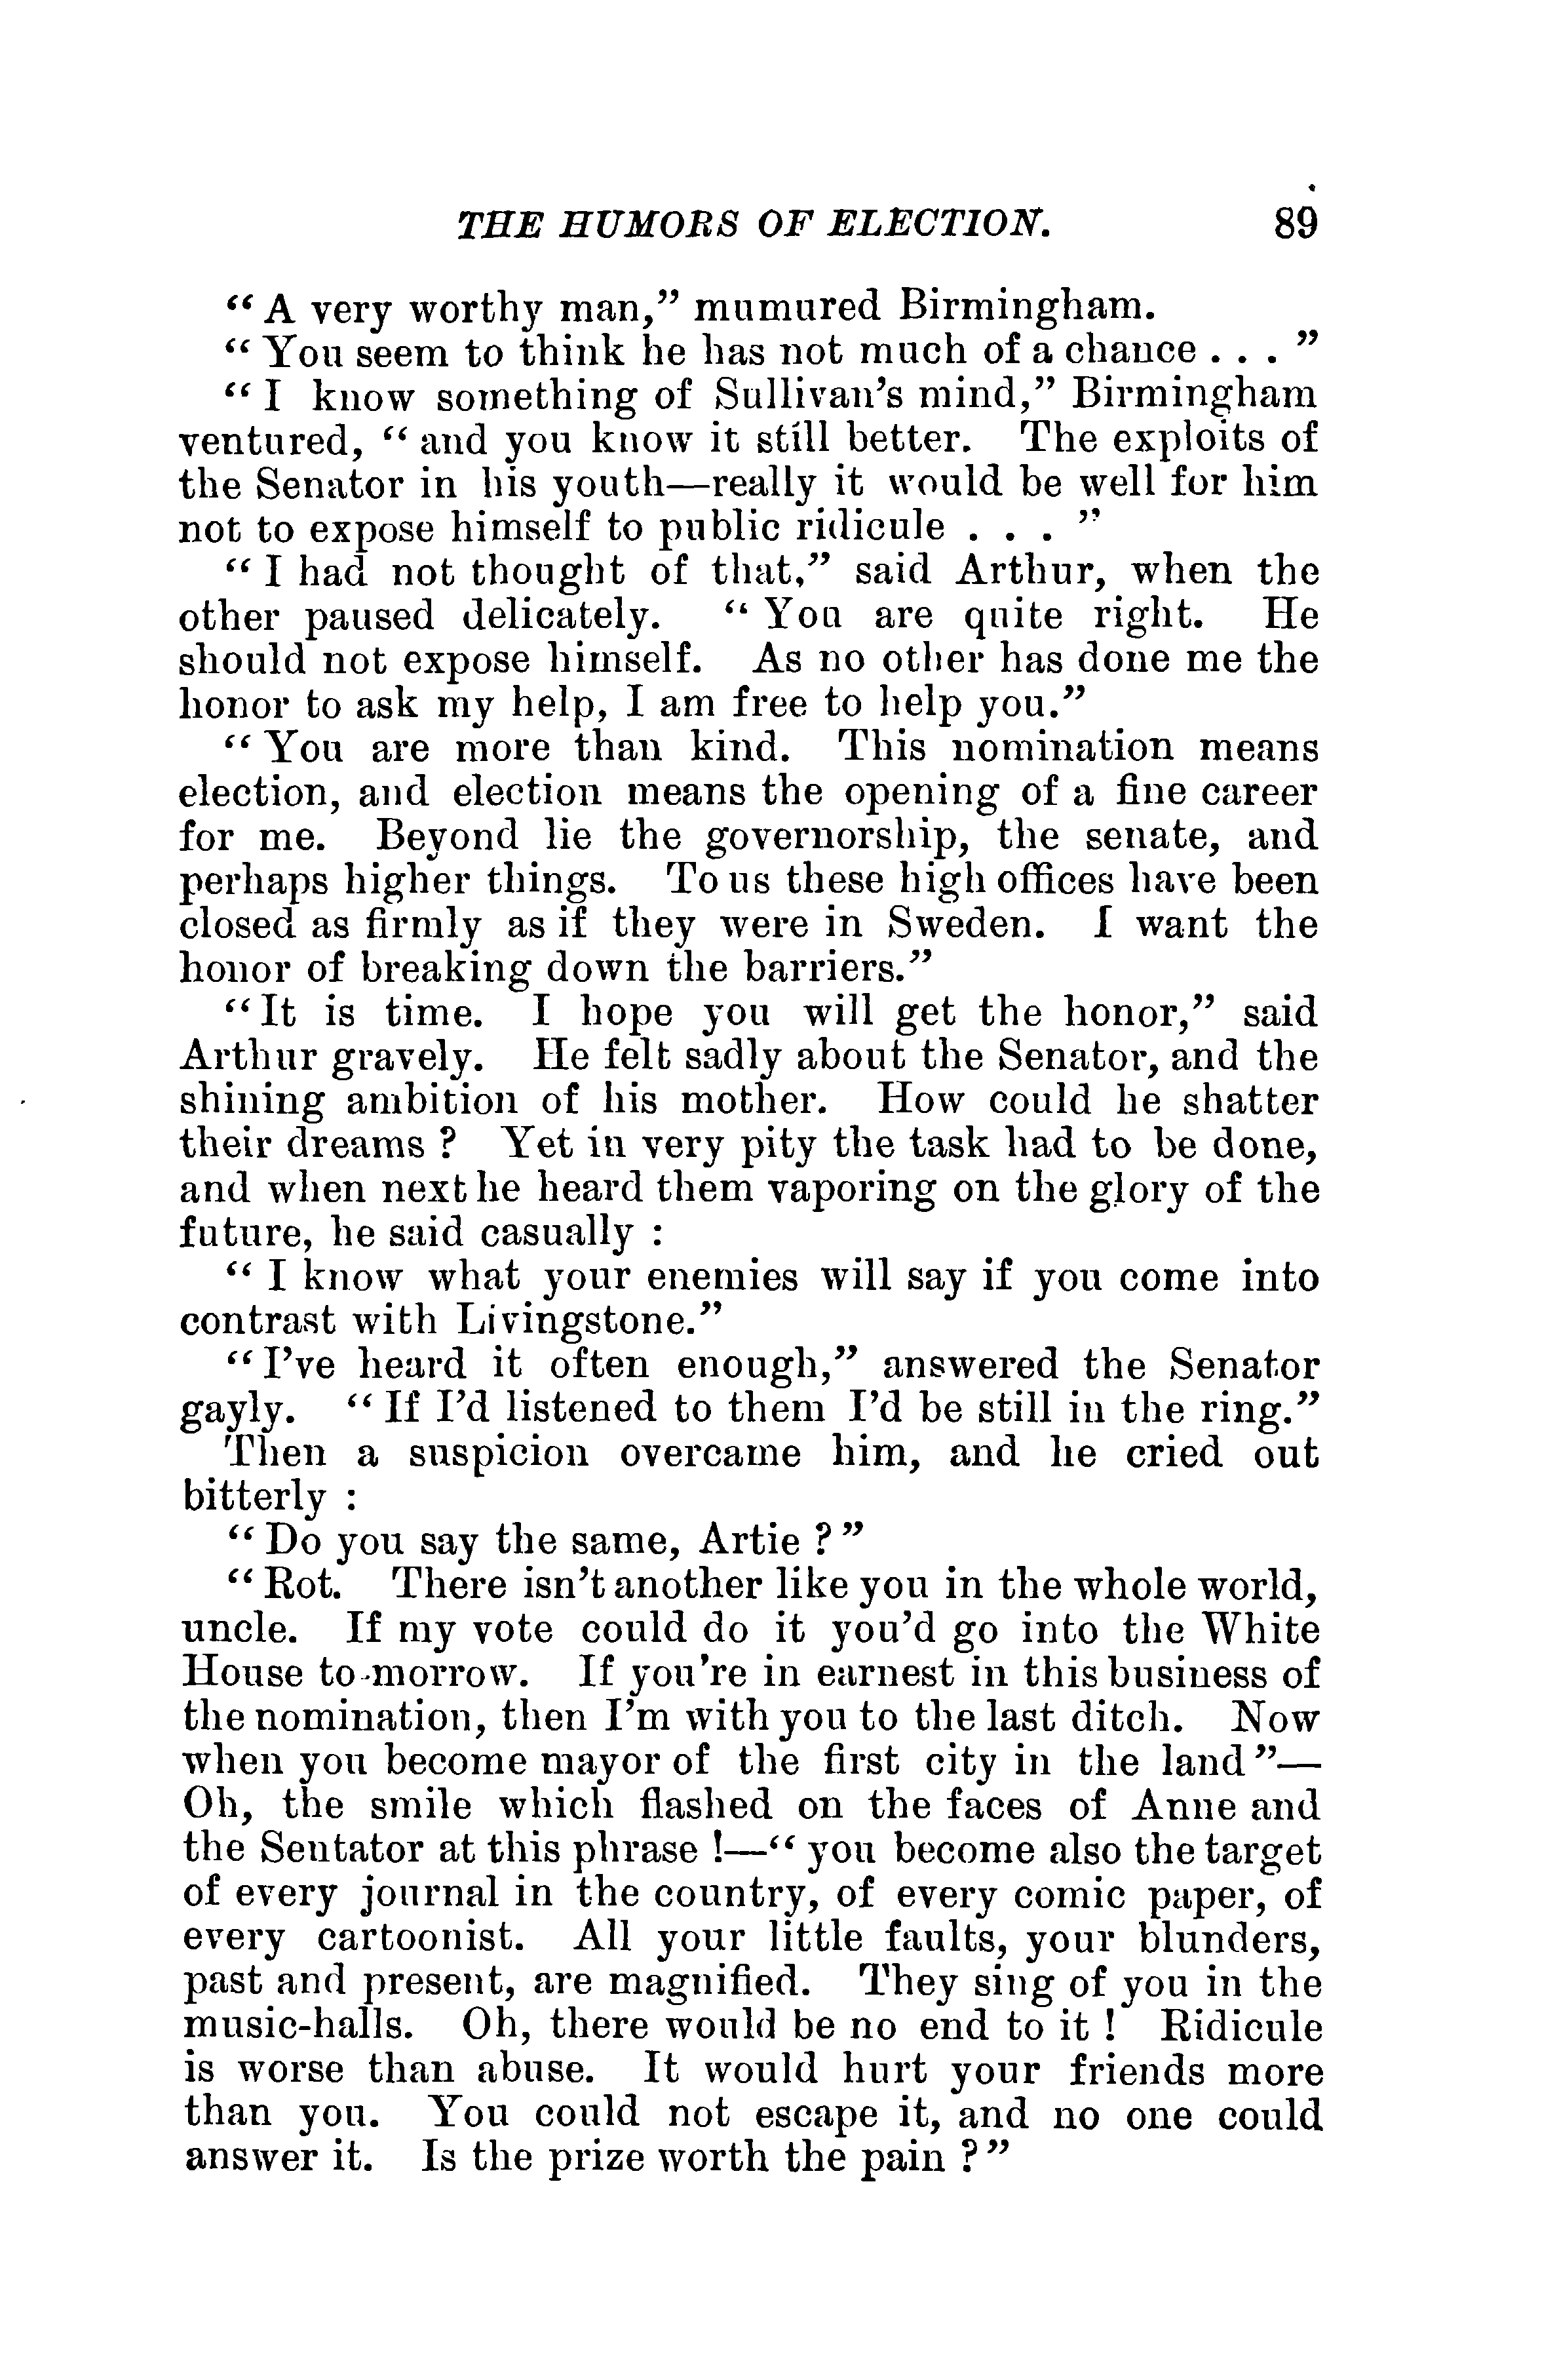 THE HUMORS OF ELECTION. 89
“A very worthy man,” mumured Birmingham.
“You seem to think he has not much of a chance . . . ”
“I know something of Sullivan’s mind,” Birmingham
ventured, “and you know it still better. The exploits of
the Senator in his youth—really it would be well for him
not to expose himself to public ridicule . . . ”
“I had not thought of that,” said Arthur, when the
other paused delicately. “You are quite right. He
should not expose himself. As no other has done me the
honor to ask my help, I am free to help you.”
“You are more than kind. This nomination means
election, and election means the opening of a fine career
for me. Beyond lie the governorship, the senate, and
perhaps higher things. To us these high offices have been
closed as firmly as if they were in Sweden. I want the
honor of breaking down the barriers.”
“It is time. I hope you will get the honor,” said
Arthur gravely. He felt sadly about the Senator, and the
shining ambition of his mother. How could he shatter
their dreams ? Yet in very pity the task had to be done,
and when next he heard them vaporing on the glory of the
future, he said casually :
“I know what your enemies will say if you come into
contrast with Livingstone.”
“I’ve heard it often enough,” answered the Senator
gayly. “If I’d listened to them I’d be still in the ring.”
Then a suspicion overcame him, and he cried out
bitterly :
“Do you say the same, Artie ?”
“Rot. There isn’t another like you in the whole world,
uncle. If my vote could do it you’d go into the White
House to-morrow. If you’re in earnest in this business of
the nomination, then I’m with you to the last ditch. Now
when you become mayor of the first city in the land”—
Oh, the smile which flashed on the faces of Anne and
the Sentator at this phrase !—“you become also the target
of every journal in the country, of every comic paper, of
every cartoonist. All your little faults, your blunders,
past and present, are magnified. They sing of you in the
music-halls. Oh, there would be no end to it ! Ridicule
is worse than abuse. It would hurt your friends more
than you. You could not escape it, and no one could
answer it. Is the prize worth the pain ?”